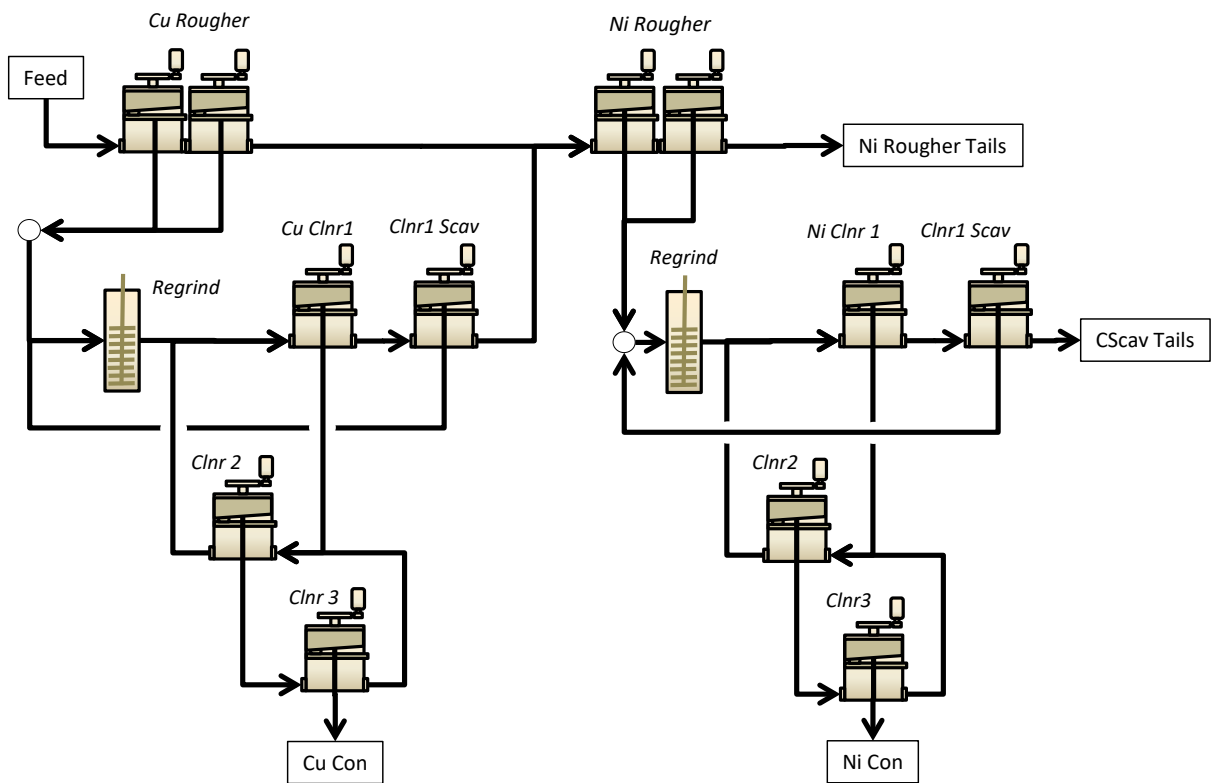 Cu Rougher
Ni Rougher
Feed
Ni Rougher Tails
Cu Clnr1
Clnr1 Scav
Ni Clnr 1
Clnr1 Scav
Regrind
Regrind
CScav Tails
Clnr 2
Clnr2
Clnr 3
Clnr3
Cu Con
Ni Con